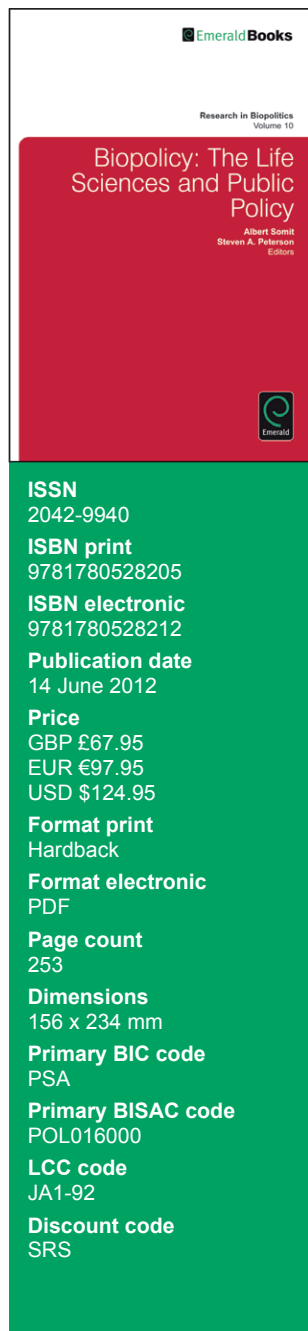 Emerald Books
Research in Biopolitics
Volume 10
Biopolicy: The Life
Sciences and Public
Policy
Albert Somit
Steven A. Peterson
Editors
Emerald
ISSN
2042-9940
ISBN print
9781780528205
ISBN electronic
9781780528212
Publication date
14 June 2012
Price
GBP £67.95
EUR €97.95
USD $124.95
Format print
Hardback
Format electronic
PDF
Page count
253
Dimensions
156 x 234 mm
Primary BIC code
PSA
Primary BISAC code
POL016000
LCC code
JA1-92
Discount code
SRS